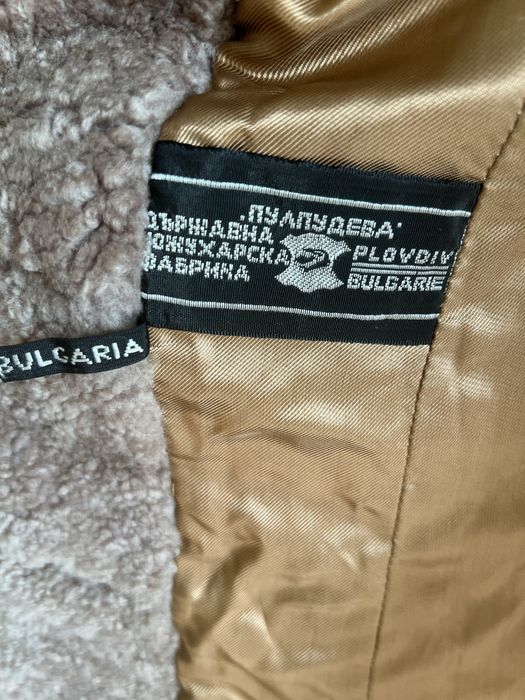 „ПУЛПУДЕВА"
ДЪРЖАВНА
КОЖУХАРСКА
ФАБРИКА
PLOVDIV
BULGARIE
BULGARIA